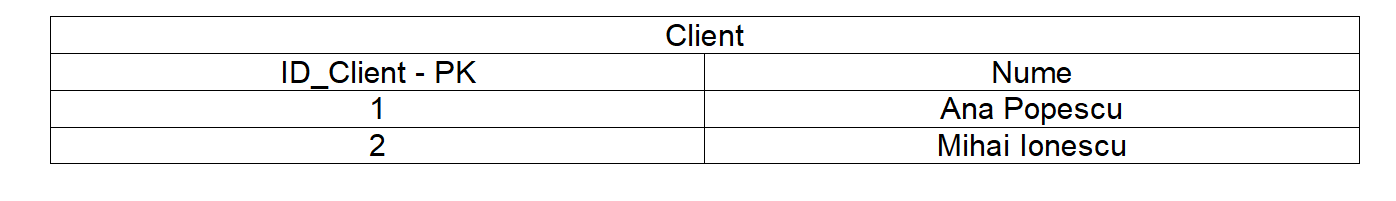 Client
ID_Client - PK Nume
1 Ana Popescu
2 Mihai Ionescu